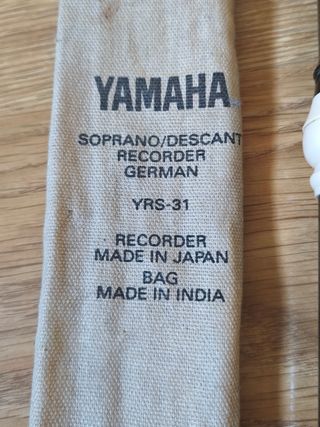 YAMAHA
SOPRANO/DESCANT
RECORDER
GERMAN
YRS-31
RECORDER
MADE IN JAPAN
BAG
MADE IN INDIA